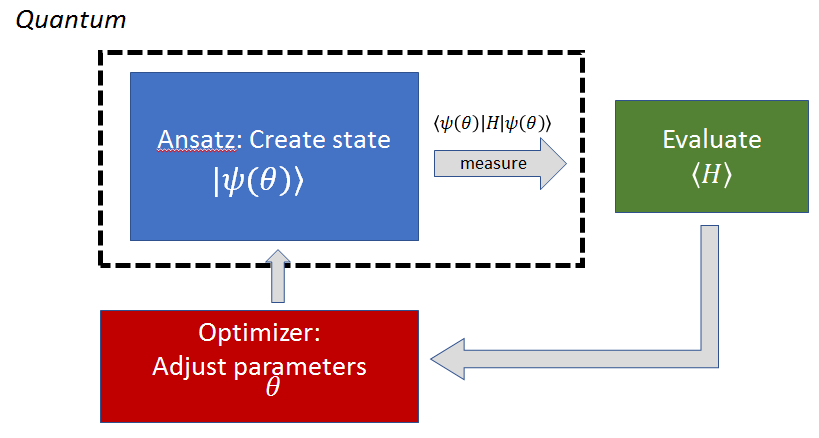 Quantum
Ansatz: Create state
|ψ(θ)⟩
⟨ψ(θ)|H|ψ(θ)⟩
measure
Evaluate
⟨H⟩
Optimizer:
Adjust parameters
θ